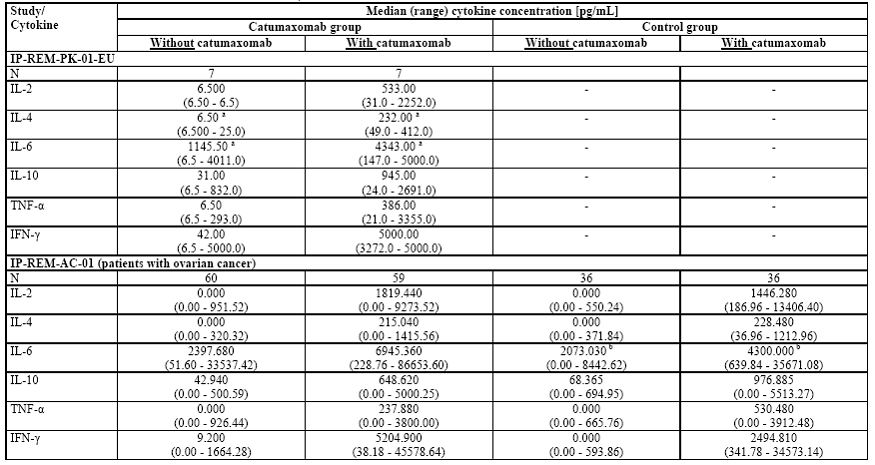 Study/ Cytokine Median (range) cytokine concentration [pg/mL]
Catumaxomab group Control group
Without catumaxomab With catumaxomab Without catumaxomab With catumaxomab
IP-REM-PK-01-EU
N 7 7
IL-2 6.500 533.00 - -
(6.50 - 6.5) (31.0 - 2252.0)
IL-4 6.50 a 232.00 a - -
(6.500 - 25.0) (49.0 - 412.0)
IL-6 1145.50 a 4343.00 a - -
(6.5 - 4011.0) (147.0 - 5000.0)
IL-10 31.00 945.00 - -
(6.5 - 832.0) (24.0 - 2691.0)
TNF-α 6.50 386.00 - -
(6.5 - 293.0) (21.0 - 3355.0)
IFN-γ 42.00 5000.00 - -
(6.5 - 5000.0) (3272.0 - 5000.0)
IP-REM-AC-01 (patients with ovarian cancer)
N 60 59 36 36
IL-2 0.000 1819.440 0.000 1446.280
(0.00 - 951.52) (0.00 - 9273.52) (0.00 - 550.24) (186.96 - 13406.40)
IL-4 0.000 215.040 0.000 228.480
(0.00 - 320.32) (0.00 - 1415.56) (0.00 - 371.84) (36.96 - 1212.96)
IL-6 2397.680 6945.360 2073.030 b 4300.000 b
(51.60 - 33537.42) (228.76 - 86653.60) (0.00 - 8442.62) (639.84 - 35671.08)
IL-10 42.940 648.620 68.365 976.885
(0.00 - 500.59) (0.00 - 5000.25) (0.00 - 694.95) (0.00 - 5513.27)
TNF-α 0.000 237.880 0.000 530.480
(0.00 - 926.44) (0.00 - 3800.00) (0.00 - 665.76) (0.00 - 3912.48)
IFN-γ 9.200 5204.900 0.000 2494.810
(0.00 - 1664.28) (38.18 - 45578.64) (0.00 - 593.86) (341.78 - 34573.14)